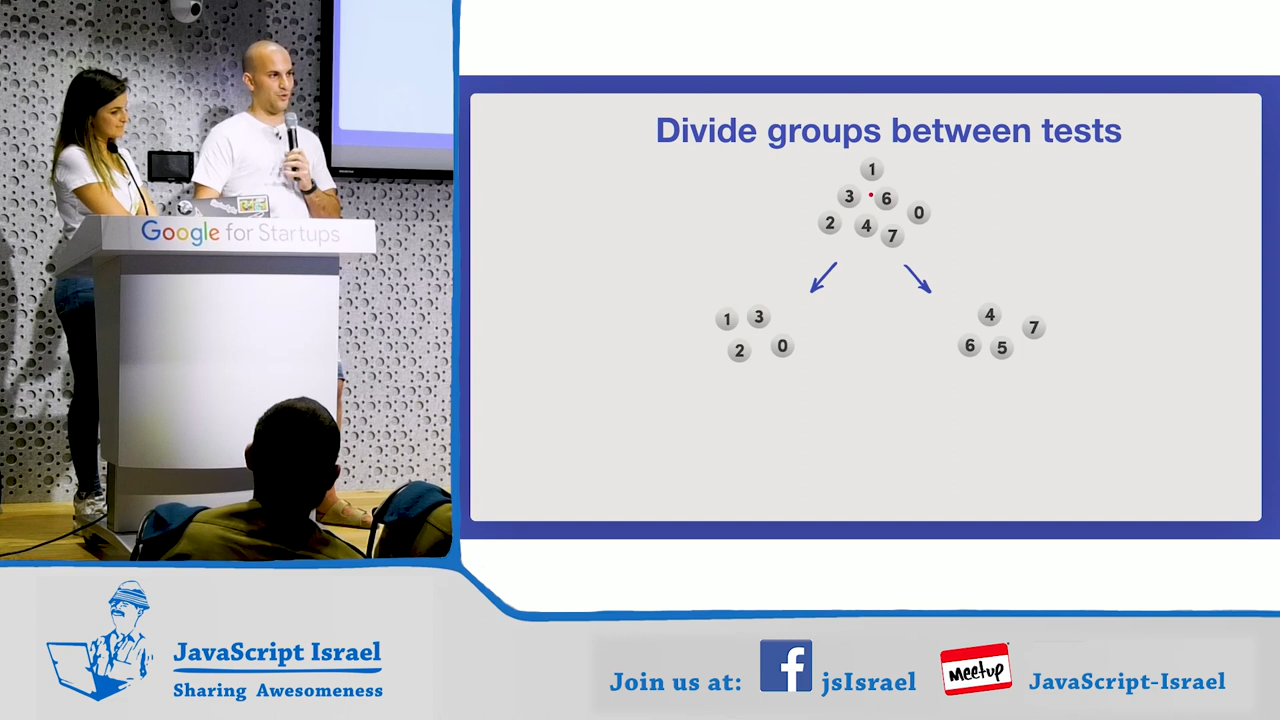 Google for Startups
Divide groups between tests
1
3 6
2 4 7 0
1 3
2 0
4 7
6 5
JavaScript Israel
Sharing Awesomeness
Join us at: f jsIsrael Meetup JavaScript-Israel